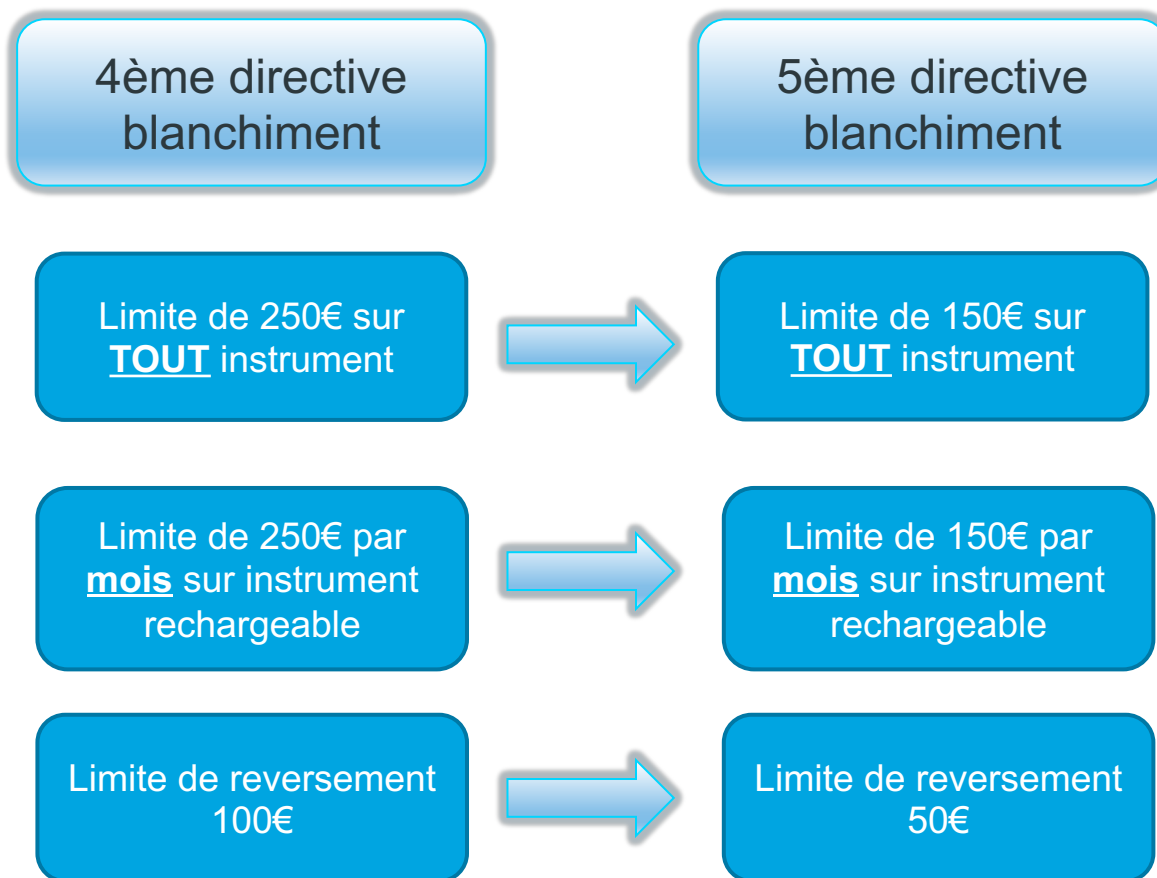 4ème directive
blanchiment
5ème directive
blanchiment
Limite de 250€ sur
TOUT instrument
Limite de 150€ sur
TOUT instrument
Limite de 250€ par
mois sur instrument
rechargeable
Limite de 150€ par
mois sur instrument
rechargeable
Limite de reversement
100€
Limite de reversement
50€